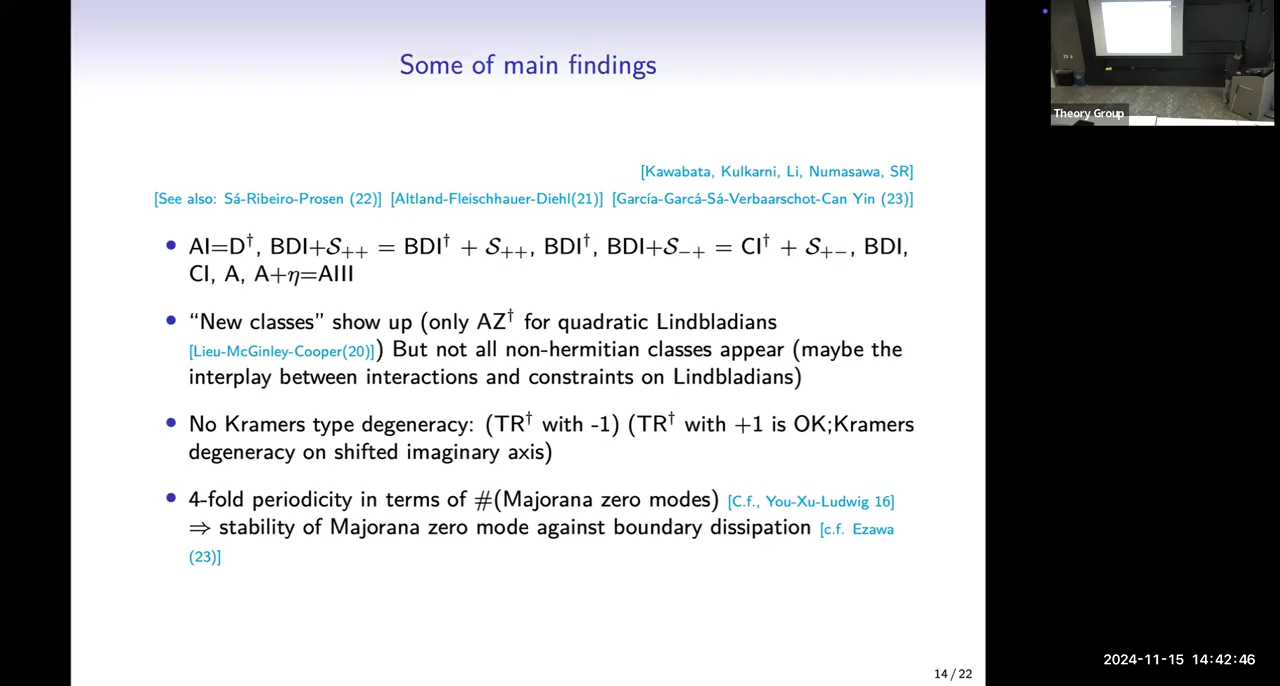 Some of main findings
[Kawabata, Kulkarni, Li, Numasawa, SR]
[See also: Sá-Ribeiro-Prosen (22)] [Altland-Fleischhauer-Diehl(21)] [García-Garcá-Sá-Verbaarschot-Can Yin (23)]
• AI=D†, BDI+𝒮₊₊ = BDI† + 𝒮₊₊, BDI†, BDI+𝒮₋₊ = CI† + 𝒮₊₋, BDI,
CI, A, A+η=AIII
• “New classes” show up (only AZ† for quadratic Lindbladians
[Lieu-McGinley-Cooper(20)]) But not all non-hermitian classes appear (maybe the
interplay between interactions and constraints on Lindbladians)
• No Kramers type degeneracy: (TR† with -1) (TR† with +1 is OK;Kramers
degeneracy on shifted imaginary axis)
• 4-fold periodicity in terms of #(Majorana zero modes) [C.f., You-Xu-Ludwig 16]
⇒ stability of Majorana zero mode against boundary dissipation [c.f. Ezawa
(23)]
14 / 22
Theory Group
2024-11-15 14:42:46